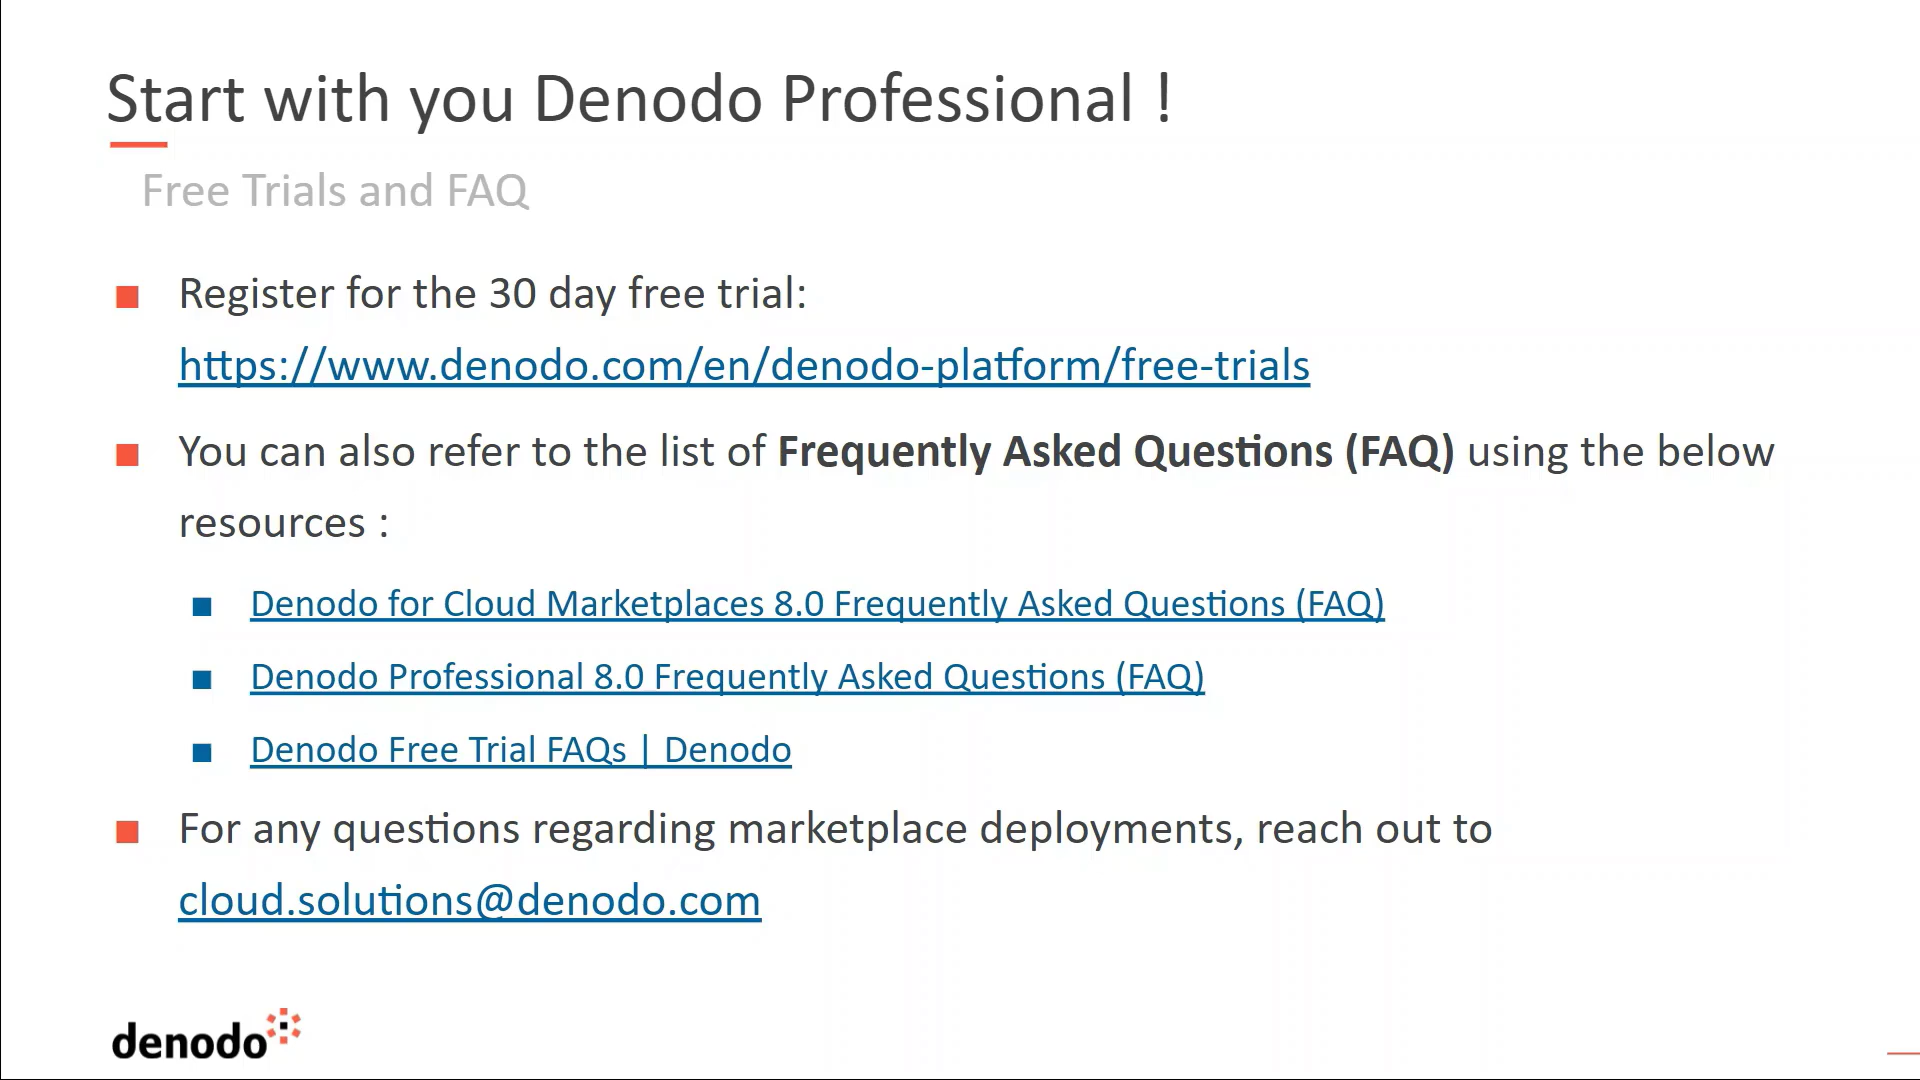 Start with you Denodo Professional !
Free Trials and FAQ
Register for the 30 day free trial:
https://www.denodo.com/en/denodo-platform/free-trials
You can also refer to the list of Frequently Asked Questions (FAQ) using the below
resources :
Denodo for Cloud Marketplaces 8.0 Frequently Asked Questions (FAQ)
Denodo Professional 8.0 Frequently Asked Questions (FAQ)
Denodo Free Trial FAQs | Denodo
For any questions regarding marketplace deployments, reach out to
cloud.solutions@denodo.com
denodo